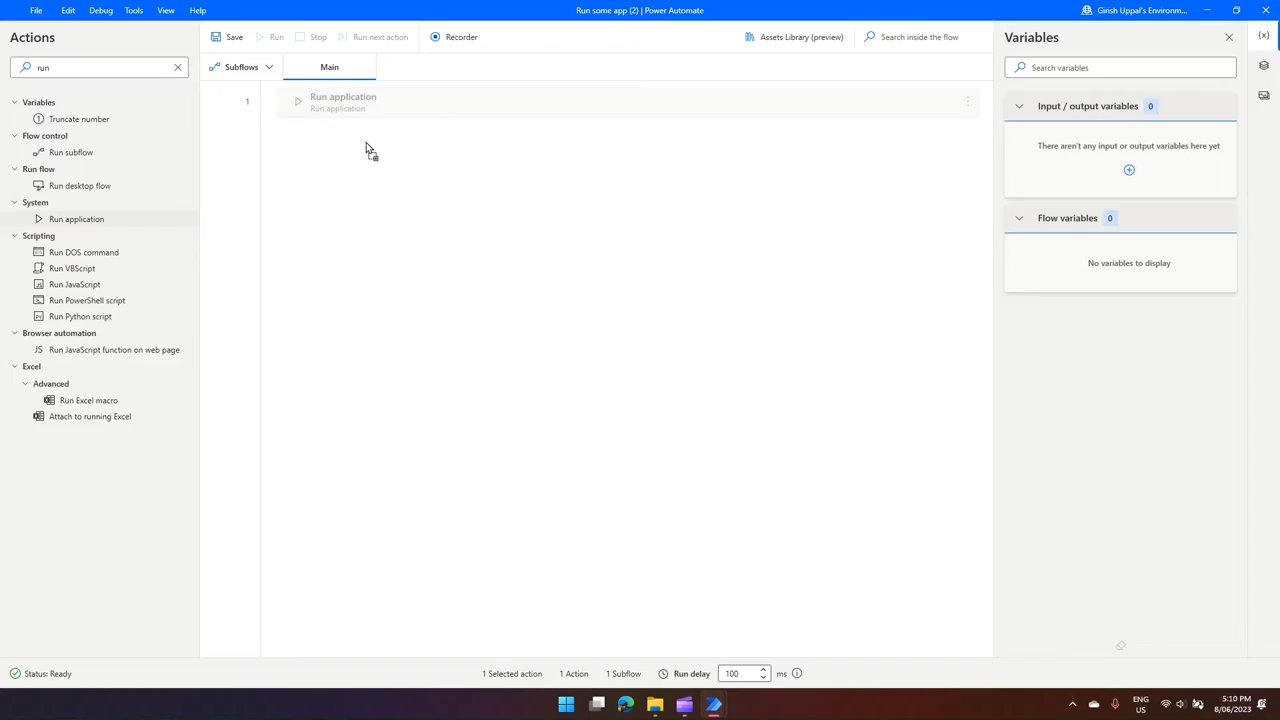 File Edit Debug Tools View Help
Run some app (2) | Power Automate
Girish Uppal's Environm...
Actions
Save Run Stop Run next action Recorder
Assets Library (preview) Search inside the flow
Variables
{x}
run
Subflows Main
Search variables
Variables
Truncate number
Flow control
Run subflow
Run flow
Run desktop flow
System
Run application
Scripting
Run DOS command
Run VBScript
Run JavaScript
Run PowerShell script
Run Python script
Browser automation
JS Run JavaScript function on web page
Excel
Advanced
Run Excel macro
Attach to running Excel
1
Run application
Run application
Input / output variables 0
There aren't any input or output variables here yet
Flow variables 0
No variables to display
Status: Ready
1 Selected action 1 Action 1 Subflow Run delay 100 ms
ENG
US
5:10 PM
8/06/2023